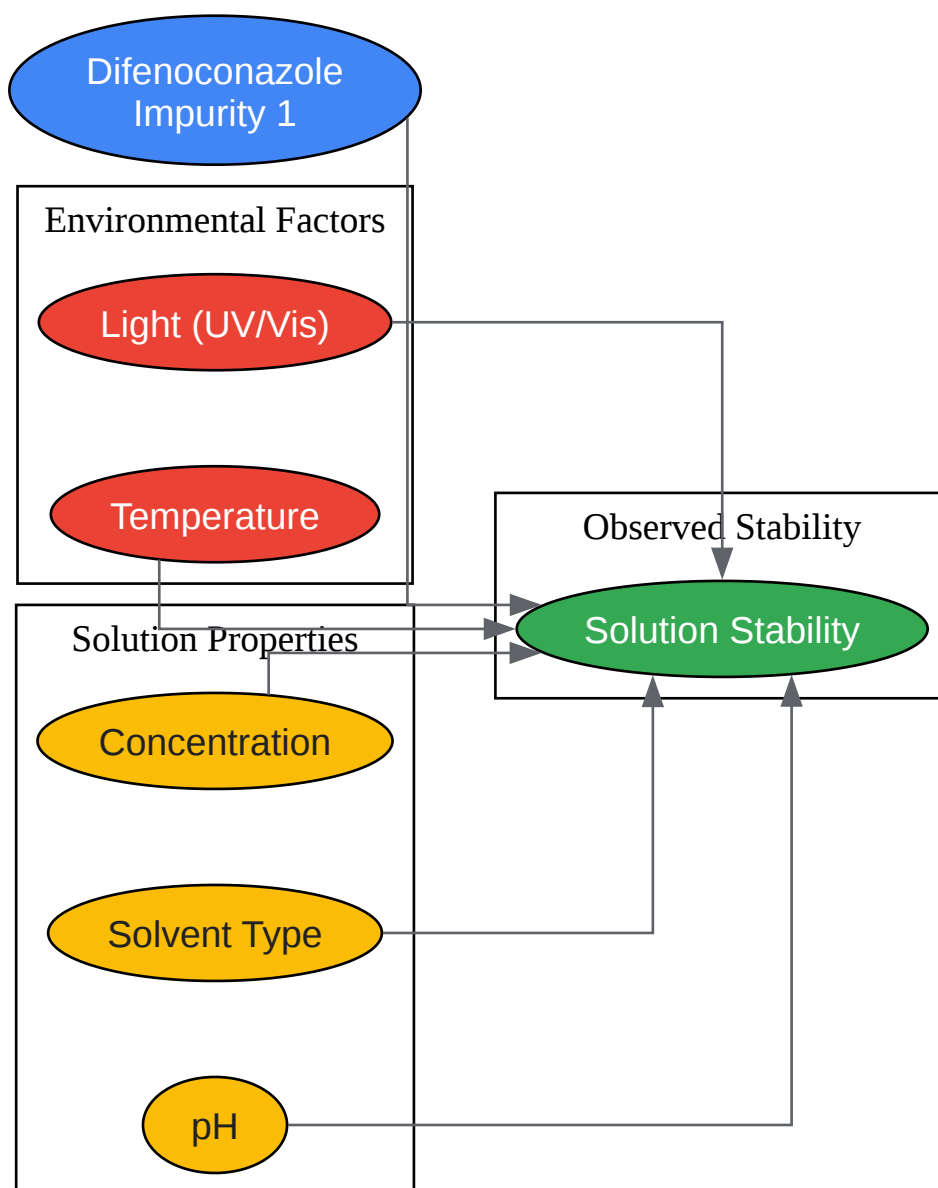 Difenoconazole
Impurity 1
Environmental Factors
Light (UV/Vis)
Temperature
Observed Stability
Solution Stability
Solution Properties
Concentration
Solvent Type
pH